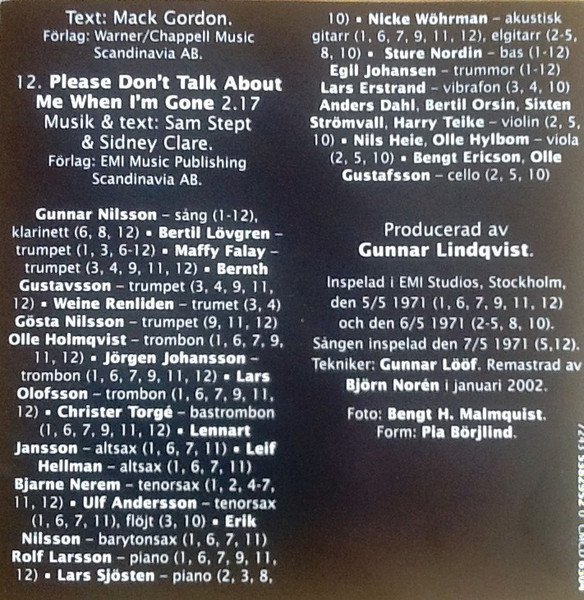 Text: Mack Gordon.
Förlag: Warner/Chappell Music
Scandinavia AB.
12. Please Don't Talk About
Me When I'm Gone 2.17
Musik & text: Sam Stept
& Sidney Clare.
Förlag: EMI Music Publishing
Scandinavia AB.
Gunnar Nilsson – sång (1-12),
klarinett (6, 8, 12) ▪ Bertil Lövgren –
trumpet (1, 3, 6-12) ▪ Maffy Falay –
trumpet (3, 4, 9, 11, 12) ▪ Bernth
Gustavsson – trumpet (3, 4, 9, 11,
12) ▪ Weine Renliden – trumet (3, 4)
Gösta Nilsson – trumpet (9, 11, 12)
Olle Holmqvist – trombon (1, 6, 7, 9,
11, 12) ▪ Jörgen Johansson –
trombon (1, 6, 7, 9, 11, 12) ▪ Lars
Olofsson – trombon (1, 6, 7, 9, 11,
12) ▪ Christer Torgé – bastrombon
(1, 6, 7, 9, 11, 12) ▪ Lennart
Jansson – altsax (1, 6, 7, 11) ▪ Leif
Hellman – altsax (1, 6, 7, 11)
Bjarne Nerem – tenorsax (1, 2, 4-7,
11, 12) ▪ Ulf Andersson – tenorsax
(1, 6, 7, 11), flöjt (3, 10) ▪ Erik
Nilsson – barytonsax (1, 6, 7, 11)
Rolf Larsson – piano (1, 6, 7, 9, 11,
12) ▪ Lars Sjösten – piano (2, 3, 8,
10) ▪ Nicke Wöhrman – akustisk
gitarr (1, 6, 7, 9, 11, 12), elgitarr (2-5,
8, 10) ▪ Sture Nordin – bas (1-12)
Egil Johansen – trummor (1-12)
Lars Erstrand – vibrafon (3, 4, 10)
Anders Dahl, Bertil Orsin, Sixten
Strömvall, Harry Teike – violin (2, 5,
10) ▪ Nils Heie, Olle Hylbom – viola
(2, 5, 10) ▪ Bengt Ericson, Olle
Gustafsson – cello (2, 5, 10)
Producerad av
Gunnar Lindqvist.
Inspelad i EMI Studios, Stockholm,
den 5/5 1971 (1, 6, 7, 9, 11, 12)
och den 6/5 1971 (2-5, 8, 10).
Sången inspelad den 7/5 1971 (5,12).
Tekniker: Gunnar Lööf. Remastrad av
Björn Norén i januari 2002.
Foto: Bengt H. Malmquist.
Form: Pia Börjlind.